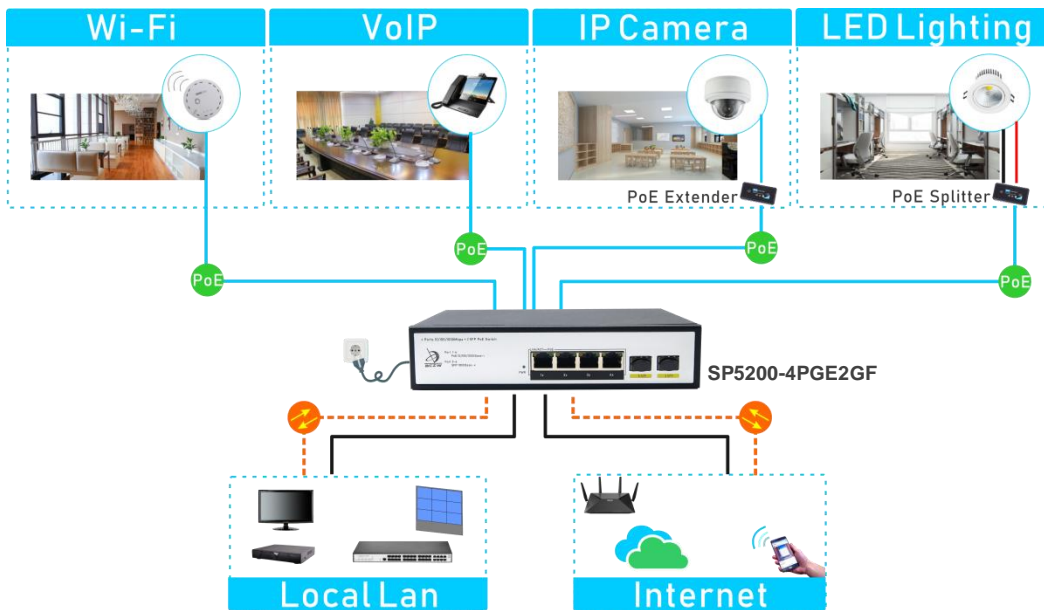 Wi-Fi
VoIP
IP Camera
LED Lighting
PoE Extender
PoE Splitter
PoE
PoE
PoE
PoE
SP5200-4PGE2GF
Local Lan
Internet